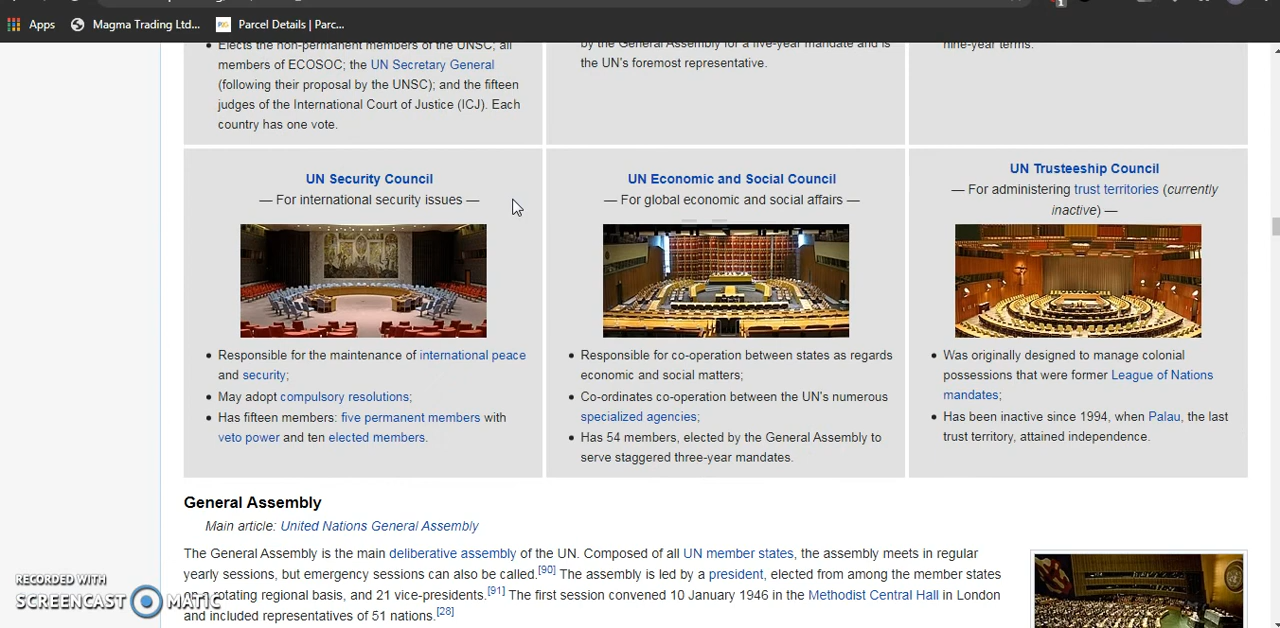 Apps
Magma Trading Ltd...
Parcel Details | Parc...
Elects the non-permanent members of the UNSC; all
members of ECOSOC; the UN Secretary General
(following their proposal by the UNSC); and the fifteen
judges of the International Court of Justice (ICJ). Each
country has one vote.
by the General Assembly for a five-year mandate and is
the UN's foremost representative.
nine-year terms.
UN Security Council
— For international security issues —
Responsible for the maintenance of international peace
and security;
May adopt compulsory resolutions;
Has fifteen members: five permanent members with
veto power and ten elected members.
UN Economic and Social Council
— For global economic and social affairs —
Responsible for co-operation between states as regards
economic and social matters;
Co-ordinates co-operation between the UN's numerous
specialized agencies;
Has 54 members, elected by the General Assembly to
serve staggered three-year mandates.
UN Trusteeship Council
— For administering trust territories (currently
inactive) —
Was originally designed to manage colonial
possessions that were former League of Nations
mandates;
Has been inactive since 1994, when Palau, the last
trust territory, attained independence.
General Assembly
Main article: United Nations General Assembly
The General Assembly is the main deliberative assembly of the UN. Composed of all UN member states, the assembly meets in regular
yearly sessions, but emergency sessions can also be called.[90] The assembly is led by a president, elected from among the member states
rotating regional basis, and 21 vice-presidents.[91] The first session convened 10 January 1946 in the Methodist Central Hall in London
and included representatives of 51 nations.[28]
RECORDED WITH
SCREENCAST MATIC